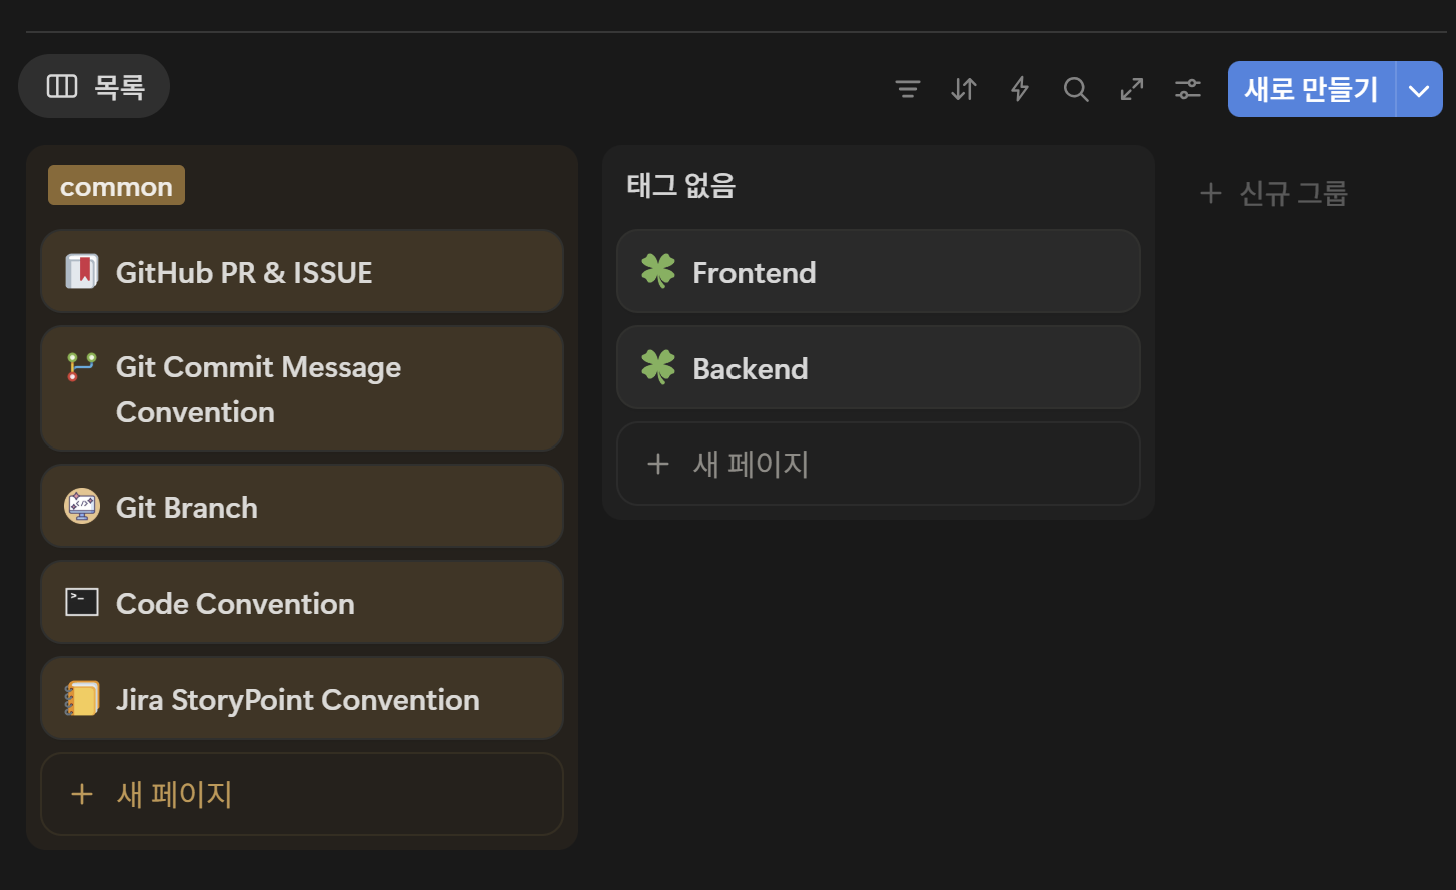 목록
새로 만들기
common
GitHub PR & ISSUE
Git Commit Message
Convention
Git Branch
Code Convention
Jira StoryPoint Convention
+ 새 페이지
태그 없음
Frontend
Backend
+ 새 페이지
+ 신규 그룹